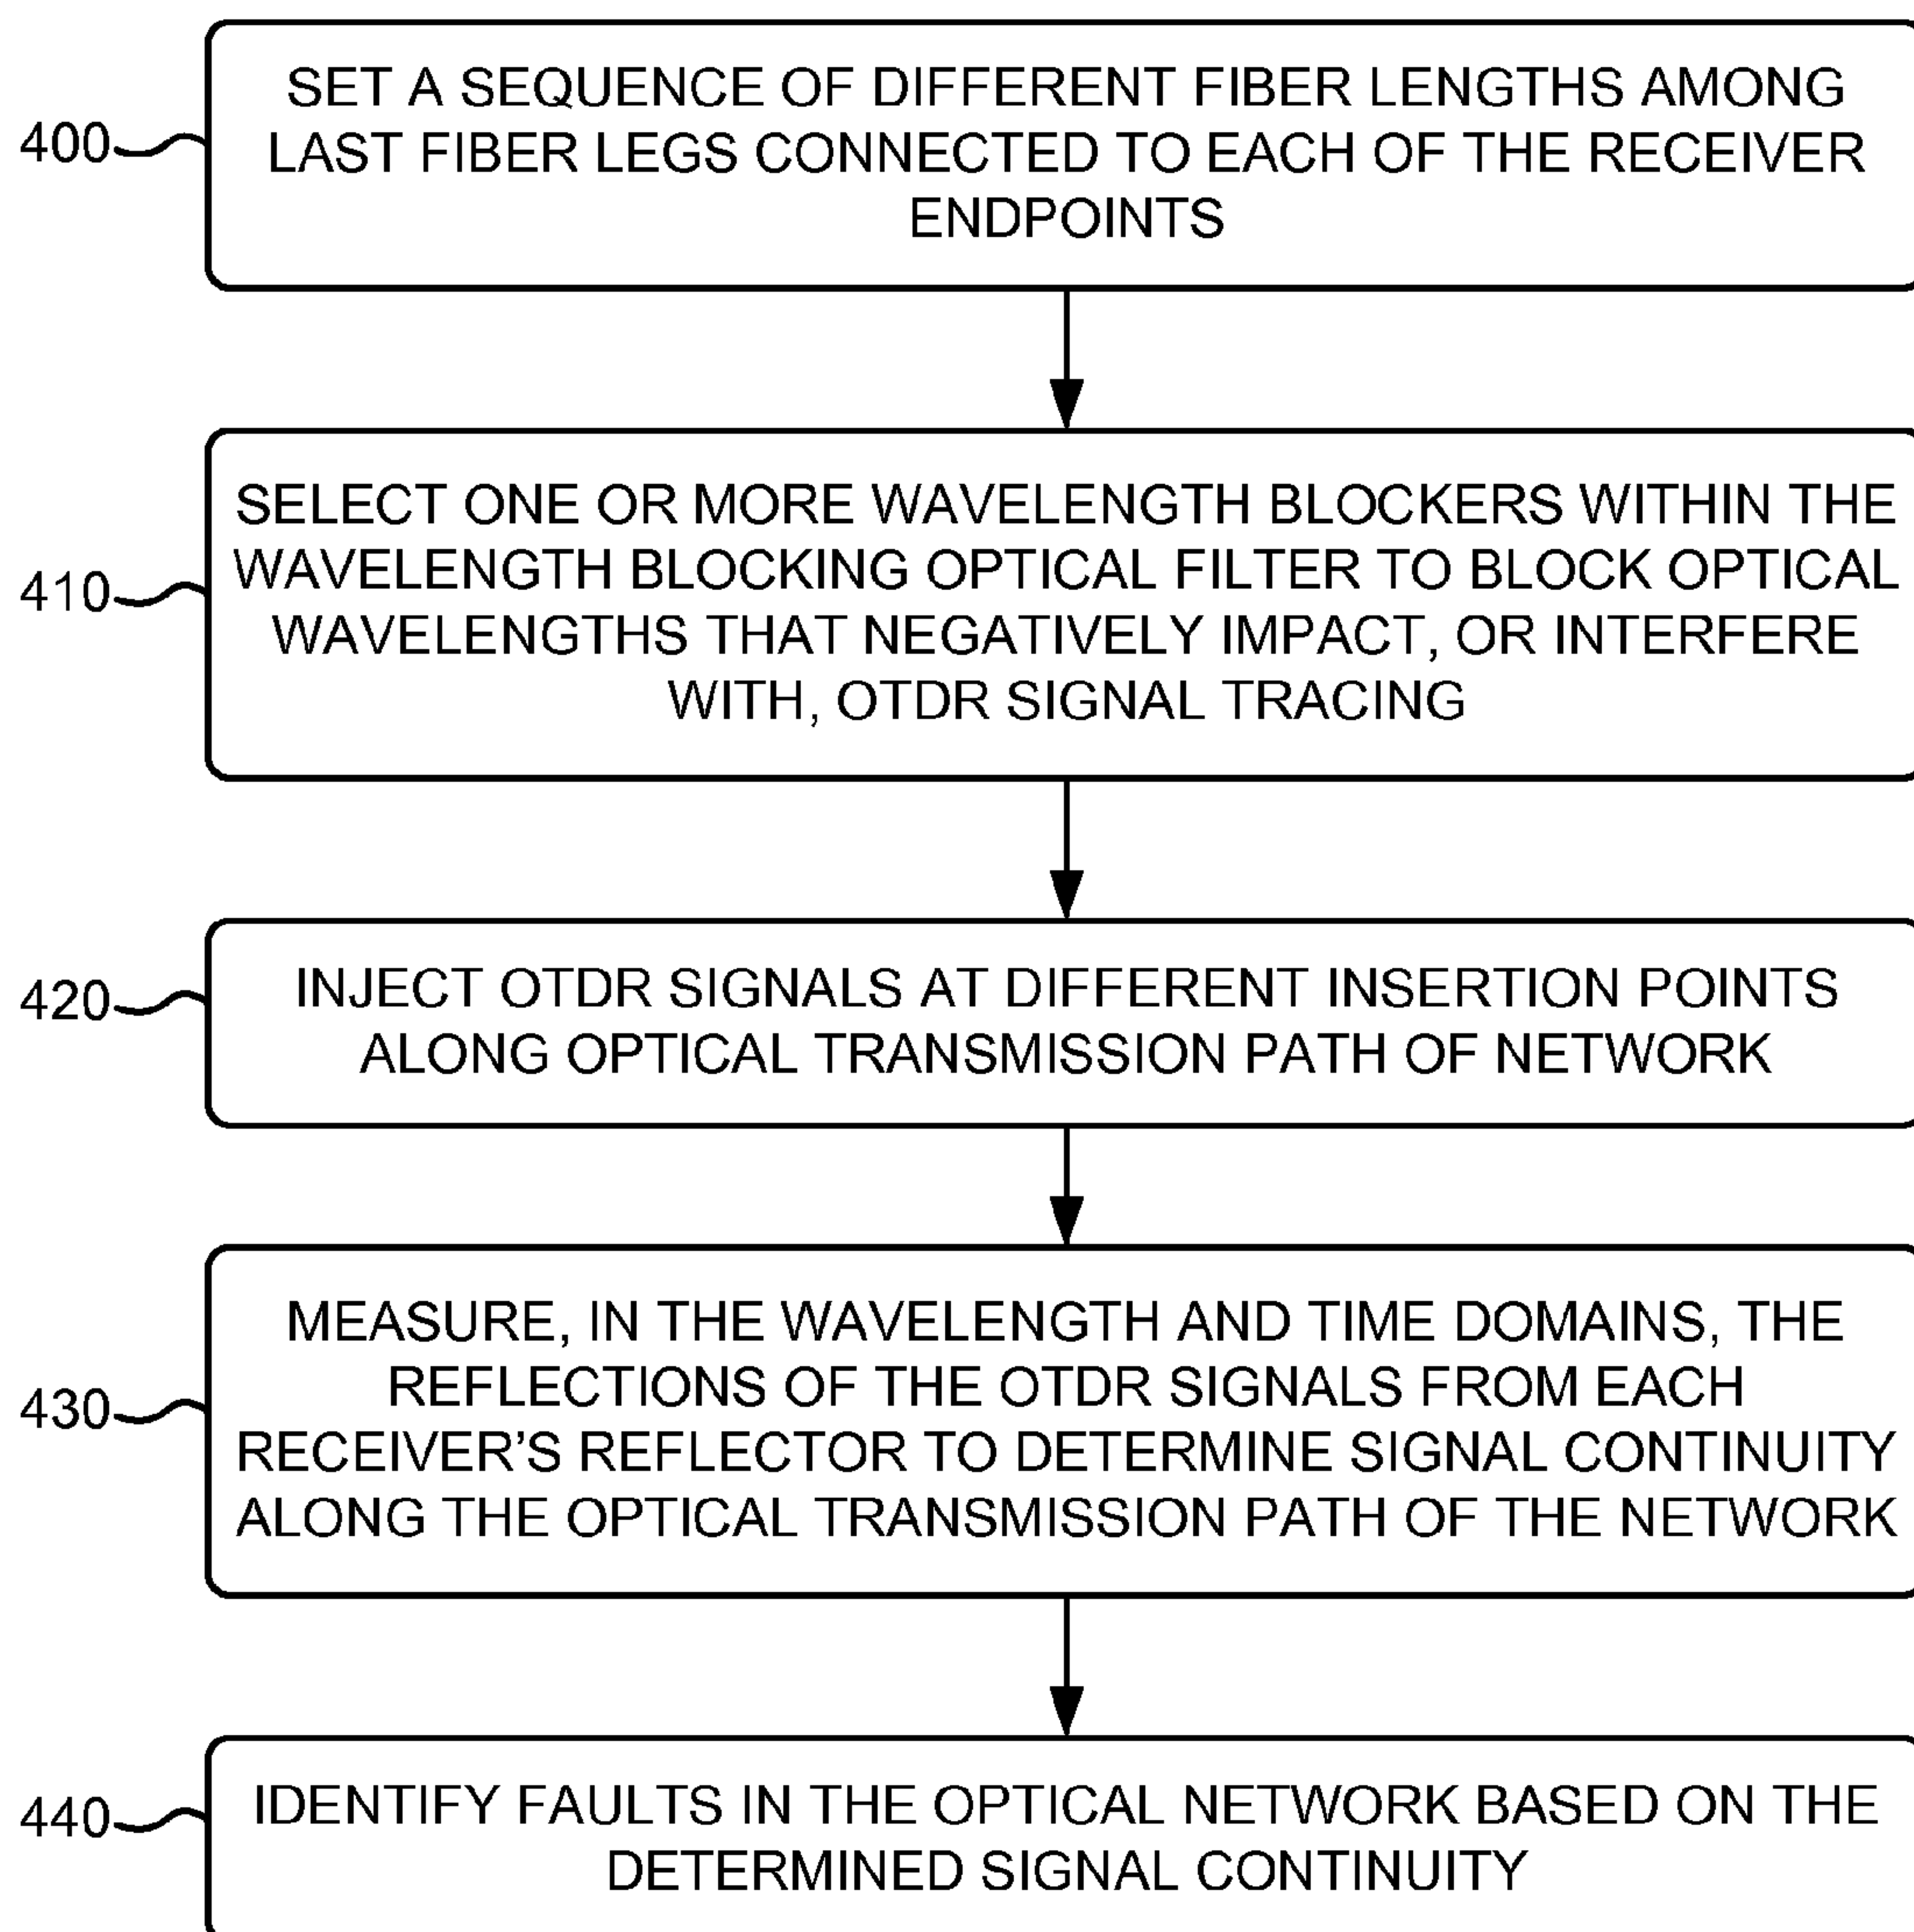 400
SET A SEQUENCE OF DIFFERENT FIBER LENGTHS AMONG
LAST FIBER LEGS CONNECTED TO EACH OF THE RECEIVER
ENDPOINTS
410
SELECT ONE OR MORE WAVELENGTH BLOCKERS WITHIN THE
WAVELENGTH BLOCKING OPTICAL FILTER TO BLOCK OPTICAL
WAVELENGTHS THAT NEGATIVELY IMPACT, OR INTERFERE
WITH, OTDR SIGNAL TRACING
420
INJECT OTDR SIGNALS AT DIFFERENT INSERTION POINTS
ALONG OPTICAL TRANSMISSION PATH OF NETWORK
430
MEASURE, IN THE WAVELENGTH AND TIME DOMAINS, THE
REFLECTIONS OF THE OTDR SIGNALS FROM EACH
RECEIVER'S REFLECTOR TO DETERMINE SIGNAL CONTINUITY
ALONG THE OPTICAL TRANSMISSION PATH OF THE NETWORK
440
IDENTIFY FAULTS IN THE OPTICAL NETWORK BASED ON THE
DETERMINED SIGNAL CONTINUITY